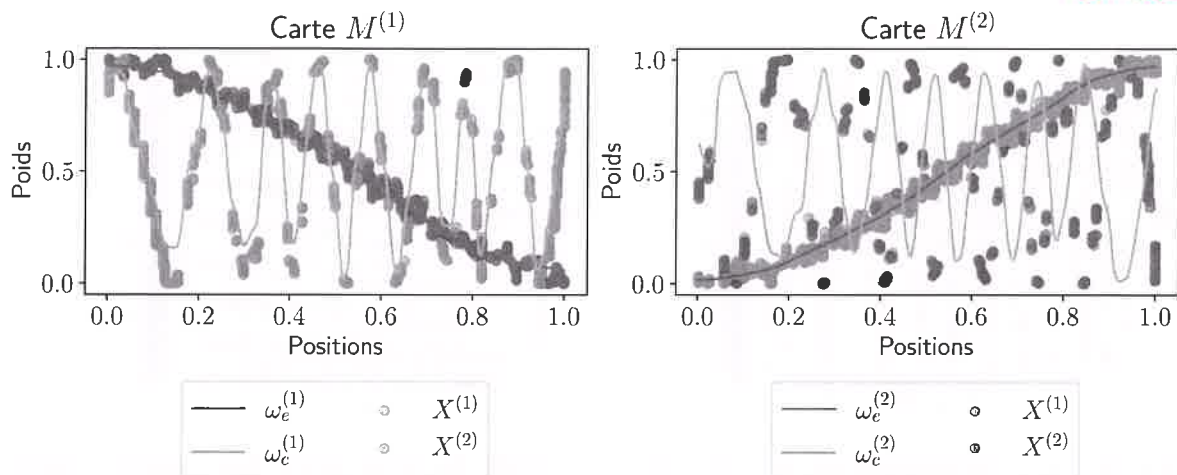 Carte M^{(1)}
Poids
1.0
0.5
0.0
0.0 0.2 0.4 0.6 0.8 1.0
Positions
ω_e^{(1)} X^{(1)}
ω_c^{(1)} X^{(2)}
Carte M^{(2)}
Poids
1.0
0.5
0.0
0.0 0.2 0.4 0.6 0.8 1.0
Positions
ω_e^{(2)} X^{(1)}
ω_c^{(2)} X^{(2)}